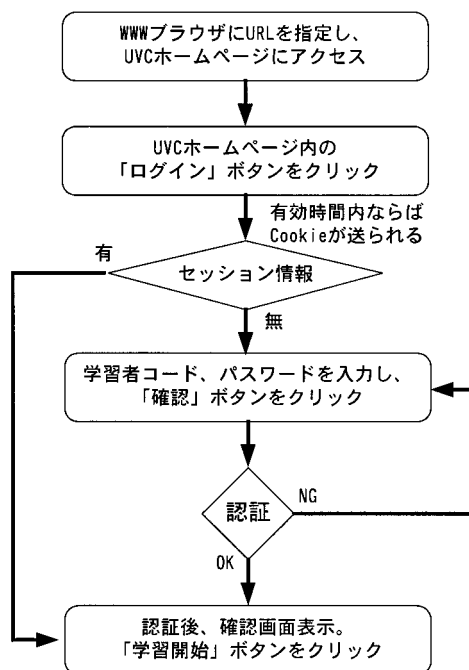 WWWブラウザにURLを指定し、
UVCホームページにアクセス
UVCホームページ内の
「ログイン」ボタンをクリック
有効時間内ならば
Cookieが送られる
有
セッション情報
無
学習者コード、パスワードを入力し、
「確認」ボタンをクリック
認証
NG
OK
認証後、確認画面表示。
「学習開始」ボタンをクリック